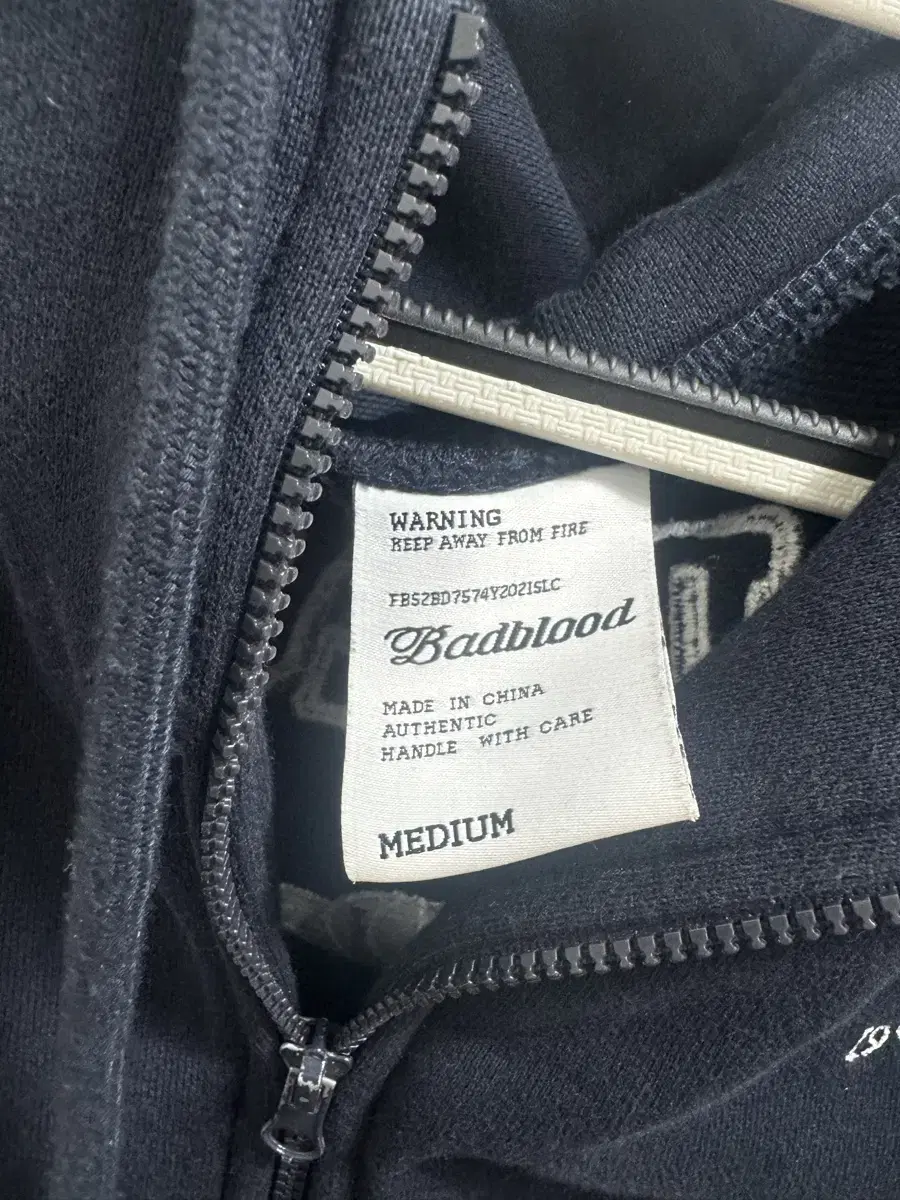 WARNING
KEEP AWAY FROM FIRE
FBS2BD7574Y2021SLC
Badblood
MADE IN CHINA
AUTHENTIC
HANDLE WITH CARE
MEDIUM